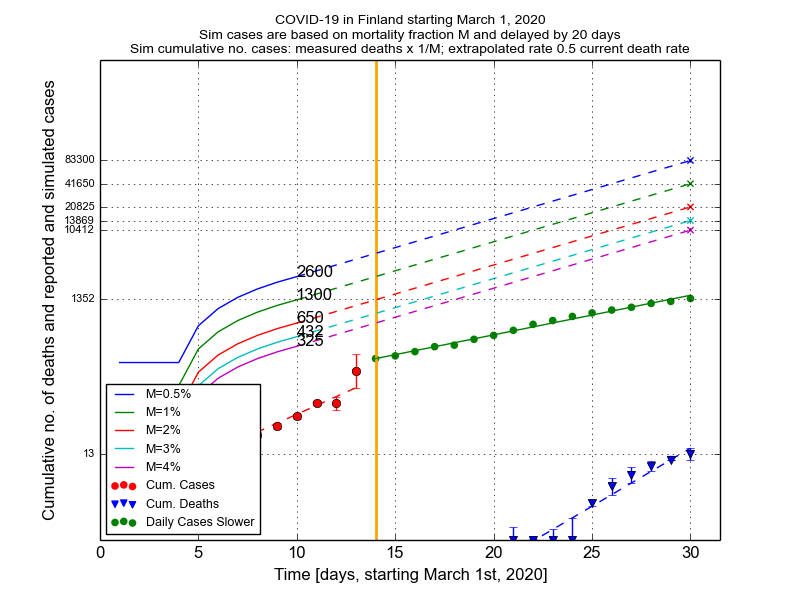 COVID-19 in Finland starting March 1, 2020
Sim cases are based on mortality fraction M and delayed by 20 days
Sim cumulative no. cases: measured deaths x 1/M; extrapolated rate 0.5 current death rate
Cumulative no. of deaths and reported and simulated cases
83300
41650
20825
13869
10412
1352
13
2600
1300
650
432
325
M=0.5%
M=1%
M=2%
M=3%
M=4%
Cum. Cases
Cum. Deaths
Daily Cases Slower
0 5 10 15 20 25 30
Time [days, starting March 1st, 2020]